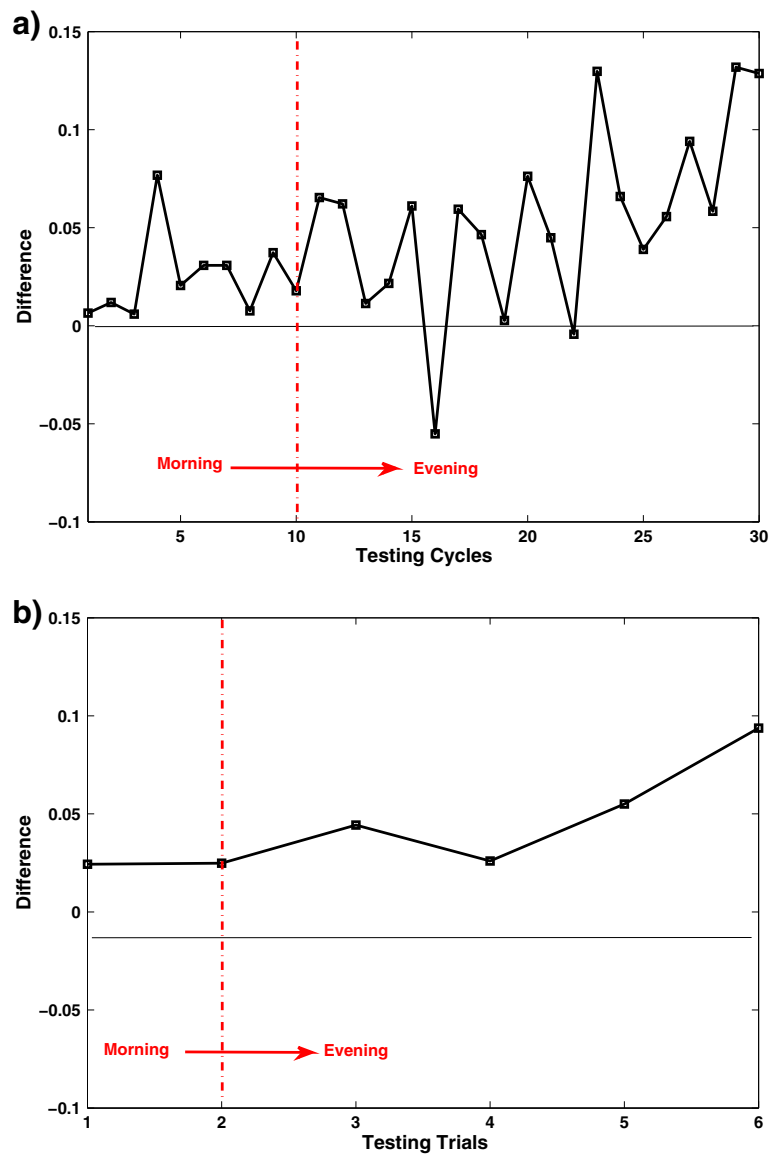 a)
0.15
0.1
0.05
0
−0.05
−0.1
Difference
Morning
Evening
5 10 15 20 25 30
Testing Cycles
b)
0.15
0.1
0.05
0
−0.05
−0.1
Difference
Morning
Evening
1 2 3 4 5 6
Testing Trials